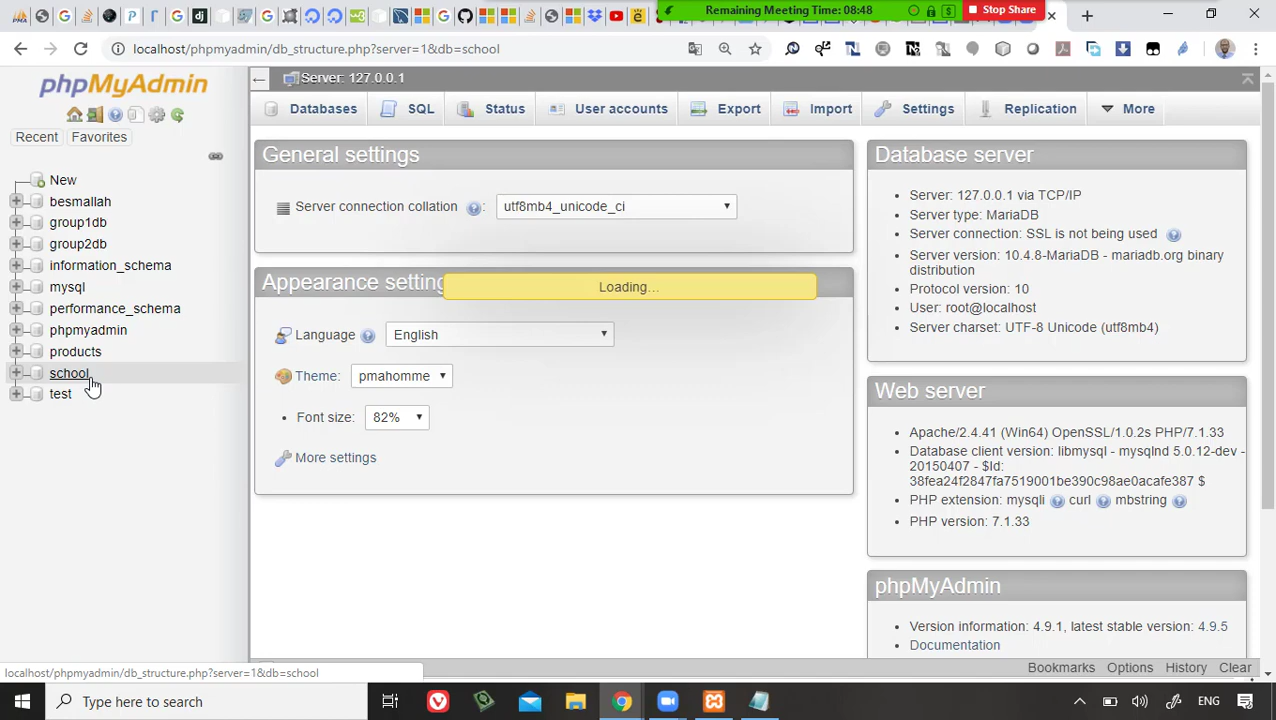 Remaining Meeting Time: 08:48
Stop Share
localhost/phpmyadmin/db_structure.php?server=1&db=school
phpMyAdmin
Recent
Favorites
New
besmallah
group1db
group2db
information_schema
mysql
performance_schema
phpmyadmin
products
school
test
Server: 127.0.0.1
Databases
SQL
Status
User accounts
Export
Import
Settings
Replication
More
General settings
Server connection collation
:
utf8mb4_unicode_ci
Appearance setting
Loading...
Language
English
Theme:
pmahomme
Font size:
82%
More settings
Database server
Server: 127.0.0.1 via TCP/IP
Server type: MariaDB
Server connection: SSL is not being used
Server version: 10.4.8-MariaDB - mariadb.org binary
distribution
Protocol version: 10
User: root@localhost
Server charset: UTF-8 Unicode (utf8mb4)
Web server
Apache/2.4.41 (Win64) OpenSSL/1.0.2s PHP/7.1.33
Database client version: libmysql - mysqlnd 5.0.12-dev -
20150407 - $Id:
38fea24f2847fa7519001be390c98ae0acafe387 $
PHP extension: mysqli curl mbstring
PHP version: 7.1.33
phpMyAdmin
Version information: 4.9.1, latest stable version: 4.9.5
Documentation
Bookmarks
Options
History
Clear
localhost/phpmyadmin/db_structure.php?server=1&db=school
Type here to search
ENG